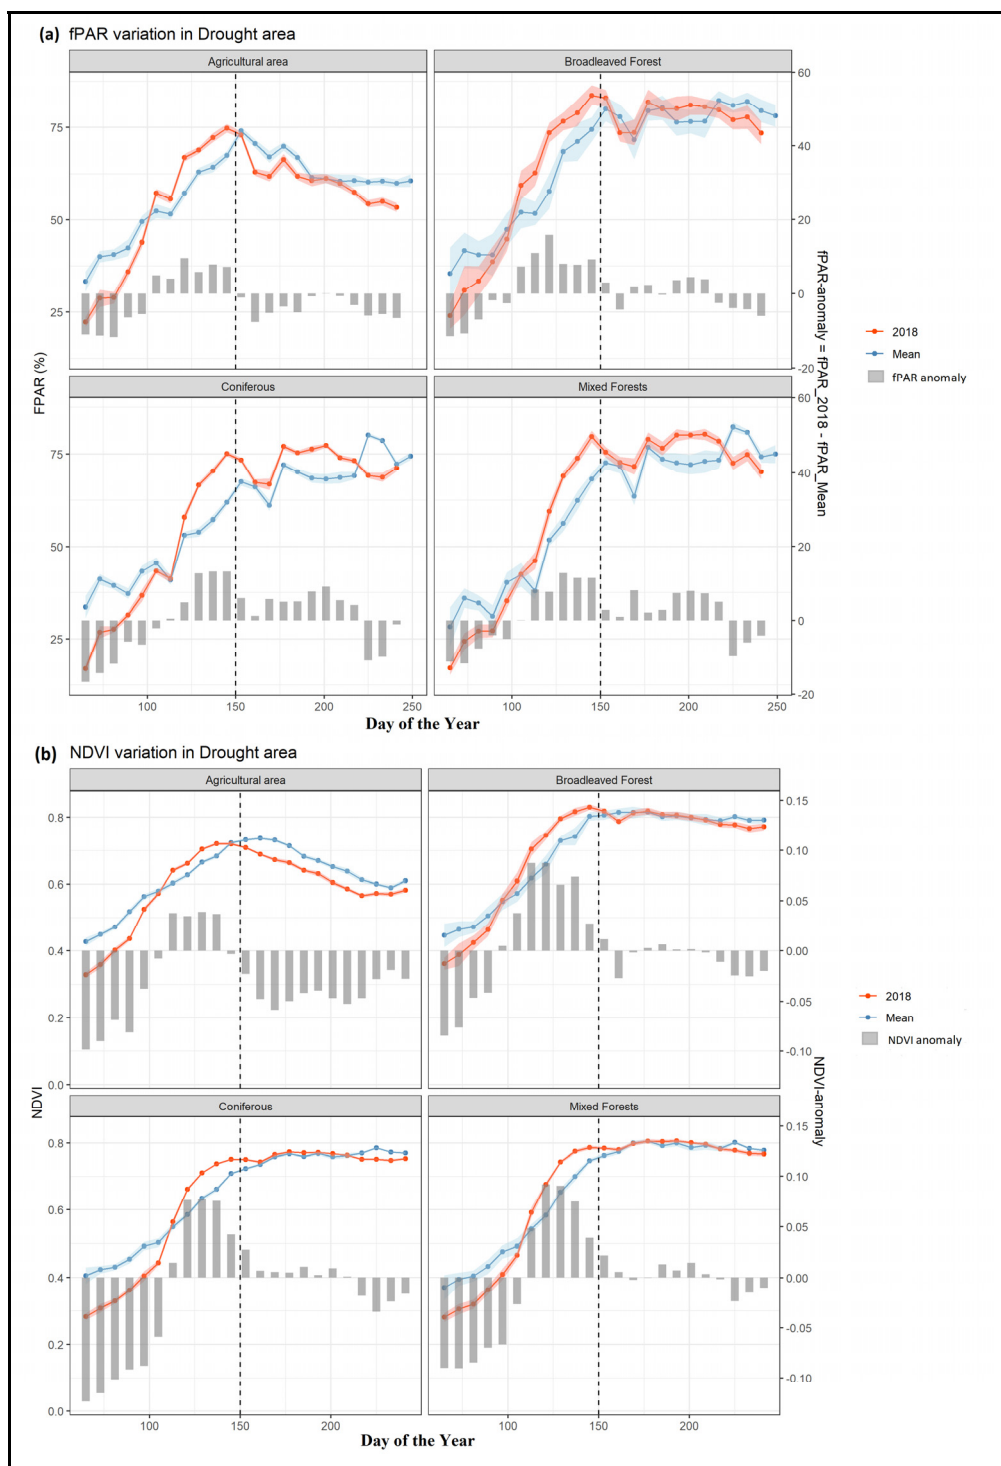 (a) fPAR variation in Drought area
Agricultural area
Broadleaved Forest
75
50
25
60
40
20
0
-20
Coniferous
Mixed Forests
75
50
25
60
40
20
0
-20
FPAR (%)
fPAR-anomaly = fPAR_2018 - fPAR_Mean
100 150 200 250
100 150 200 250
Day of the Year
2018
Mean
fPAR anomaly
(b) NDVI variation in Drought area
Agricultural area
Broadleaved Forest
0.8
0.6
0.4
0.2
0.0
0.15
0.10
0.05
0.00
-0.05
-0.10
Coniferous
Mixed Forests
0.8
0.6
0.4
0.2
0.0
0.15
0.10
0.05
0.00
-0.05
-0.10
NDVI
NDVI-anomaly
100 150 200
100 150 200
Day of the Year
2018
Mean
NDVI anomaly